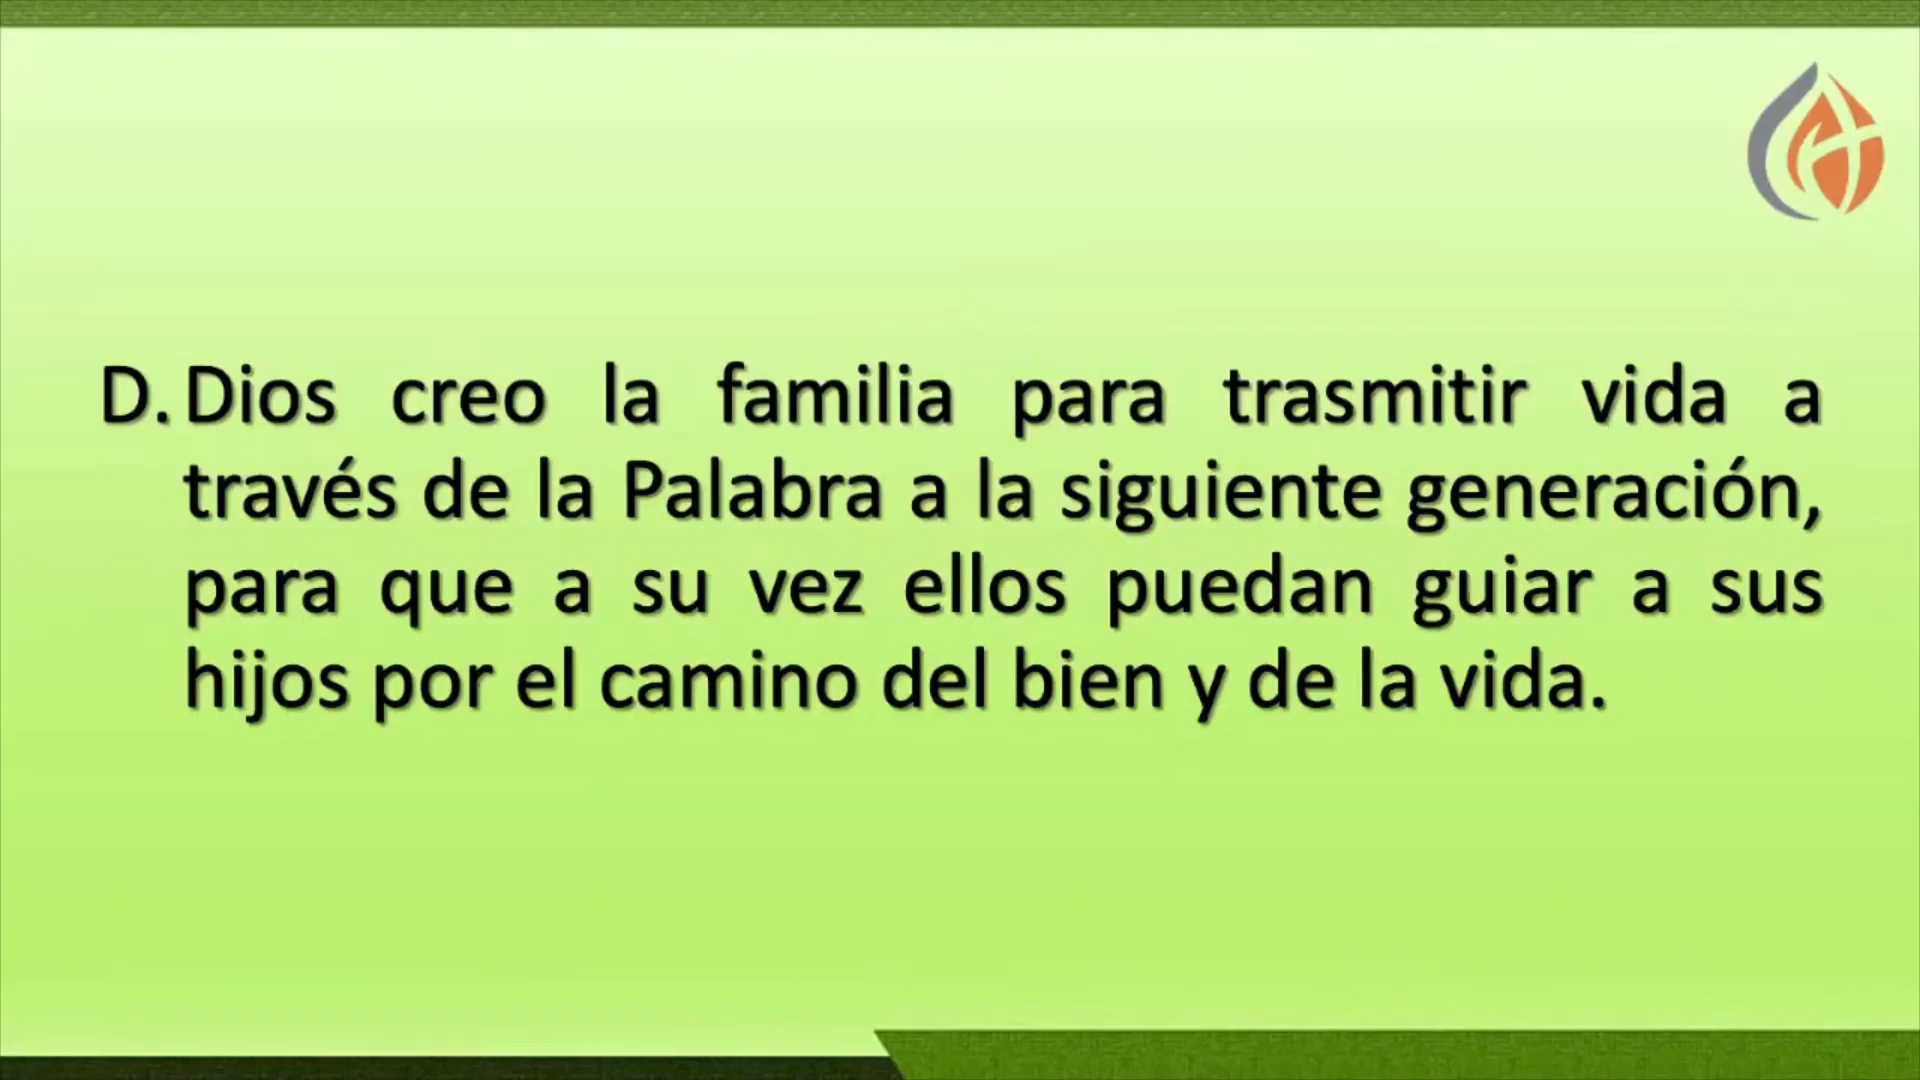 D. Dios creo la familia para trasmitir vida a
través de la Palabra a la siguiente generación,
para que a su vez ellos puedan guiar a sus
hijos por el camino del bien y de la vida.